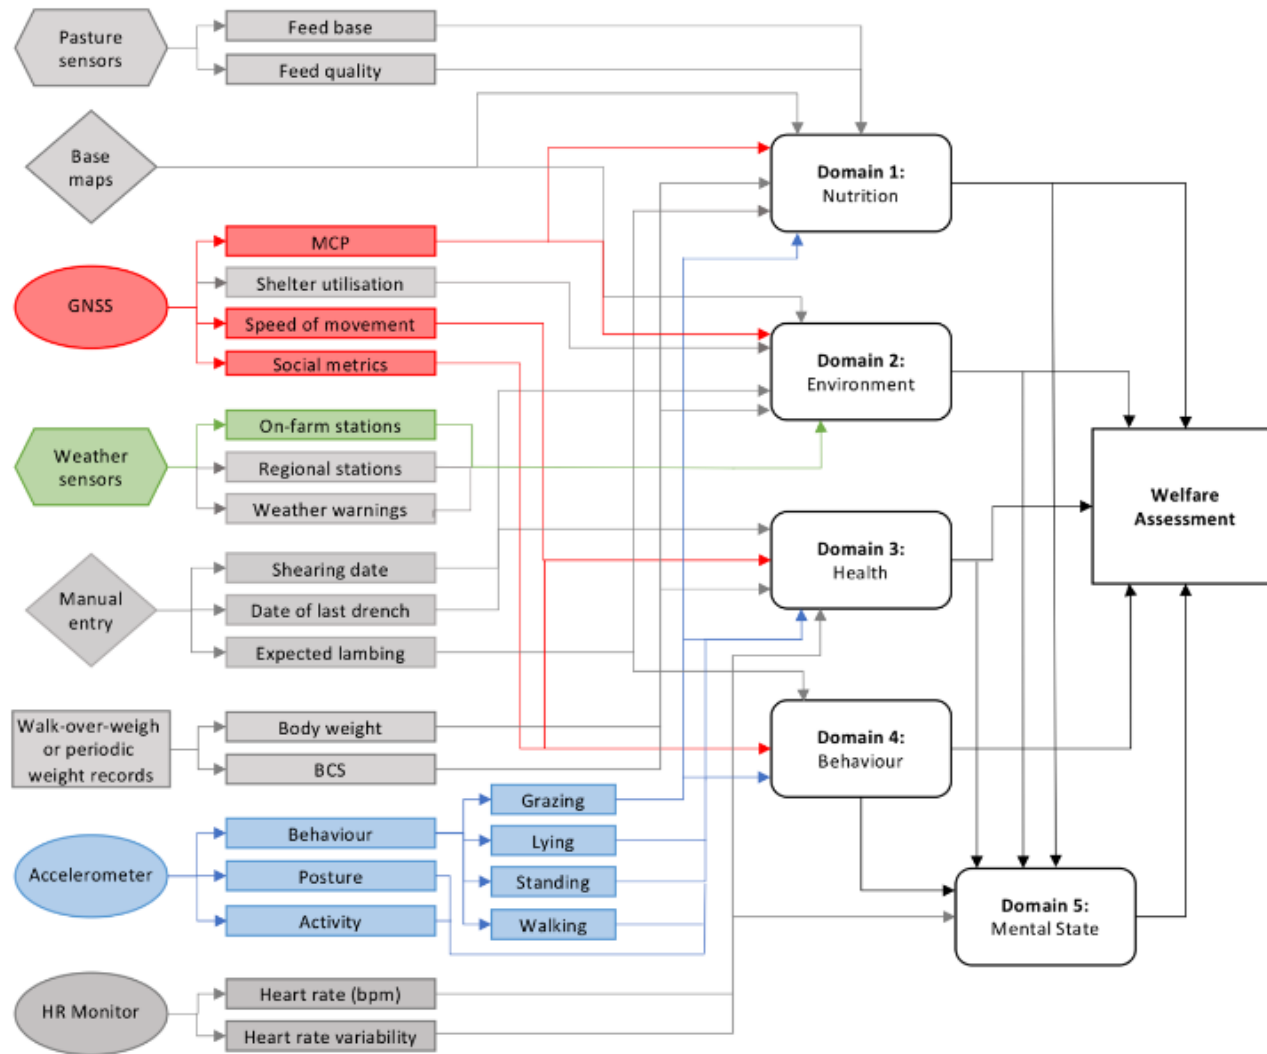 Pasture
sensors
Feed base
Feed quality
Base
maps
GNSS
MCP
Shelter utilisation
Speed of movement
Social metrics
Weather
sensors
On-farm stations
Regional stations
Weather warnings
Manual
entry
Shearing date
Date of last drench
Expected lambing
Walk-over-weigh
or periodic
weight records
Body weight
BCS
Accelerometer
Behaviour
Posture
Activity
Grazing
Lying
Standing
Walking
HR Monitor
Heart rate (bpm)
Heart rate variability
Domain 1:
Nutrition
Domain 2:
Environment
Domain 3:
Health
Domain 4:
Behaviour
Domain 5:
Mental State
Welfare
Assessment